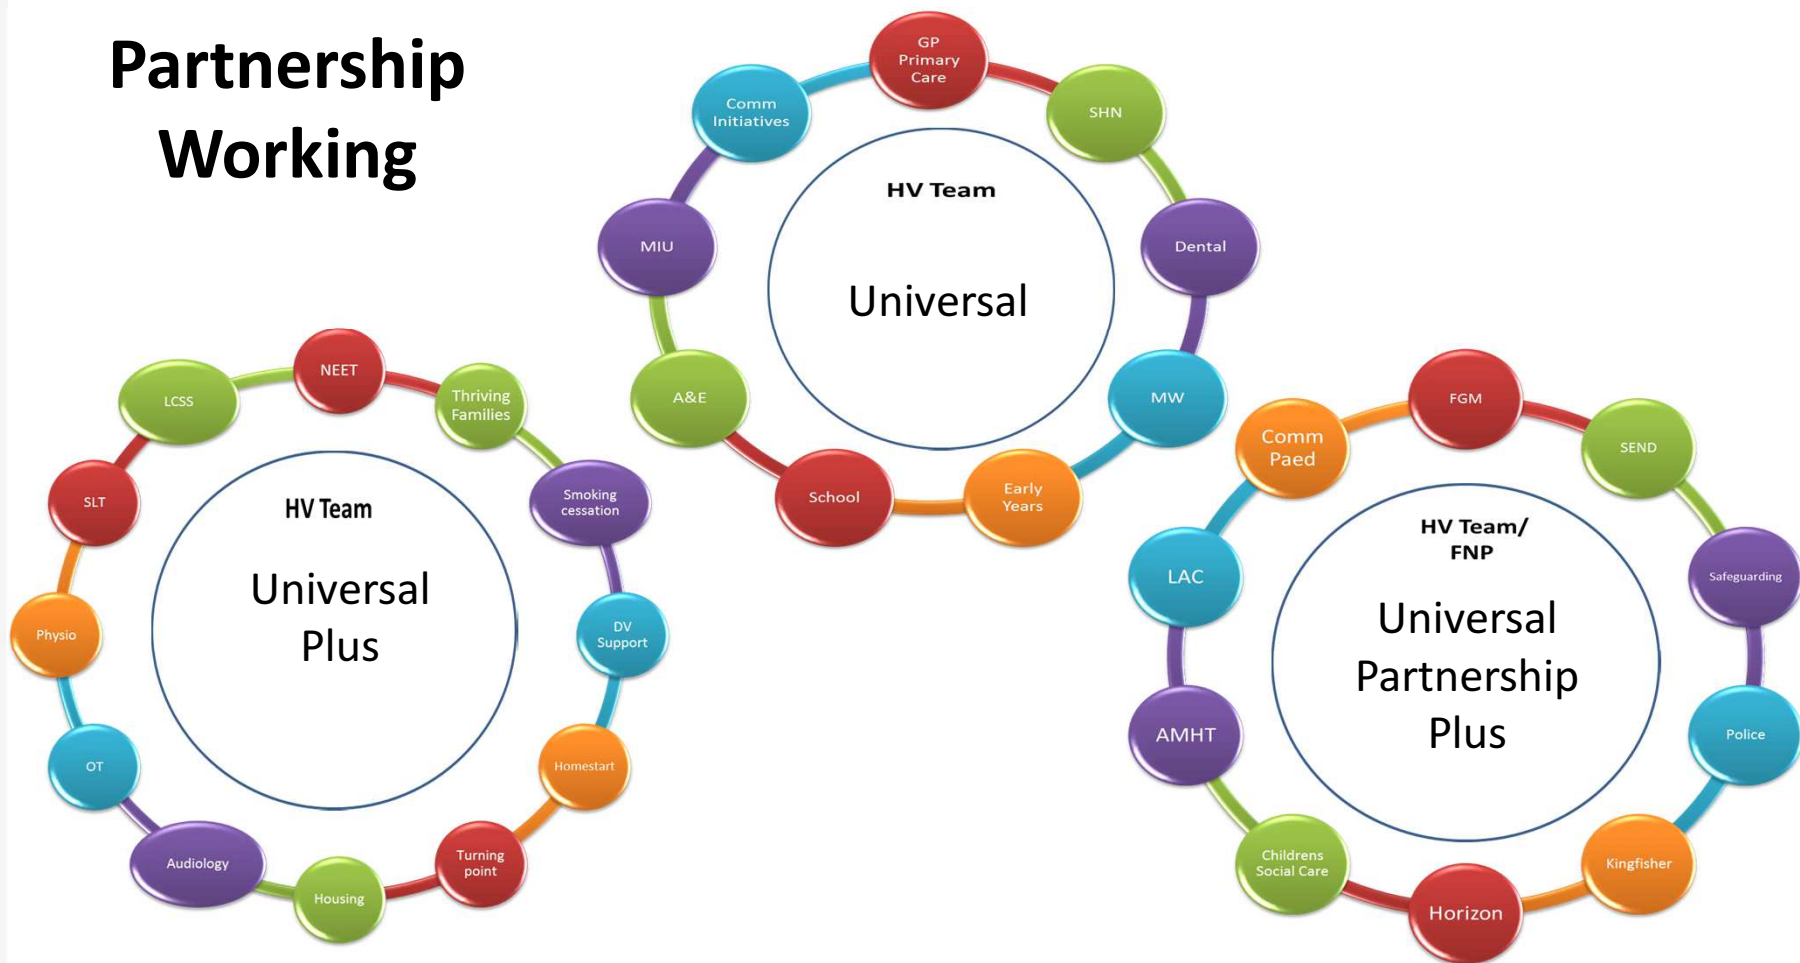 Partnership
Working
HV Team
Universal
GP
Primary
Care
SHN
Dental
MW
Early
Years
School
A&E
MIU
Comm
Initiatives
HV Team
Universal
Plus
NEET
Thriving
Families
Smoking
cessation
DV
Support
Homestart
Turning
point
Housing
Audiology
OT
Physio
SLT
LCSS
HV Team/
FNP
Universal
Partnership
Plus
FGM
SEND
Safeguarding
Police
Kingfisher
Horizon
Childrens
Social Care
AMHT
LAC
Comm
Paed